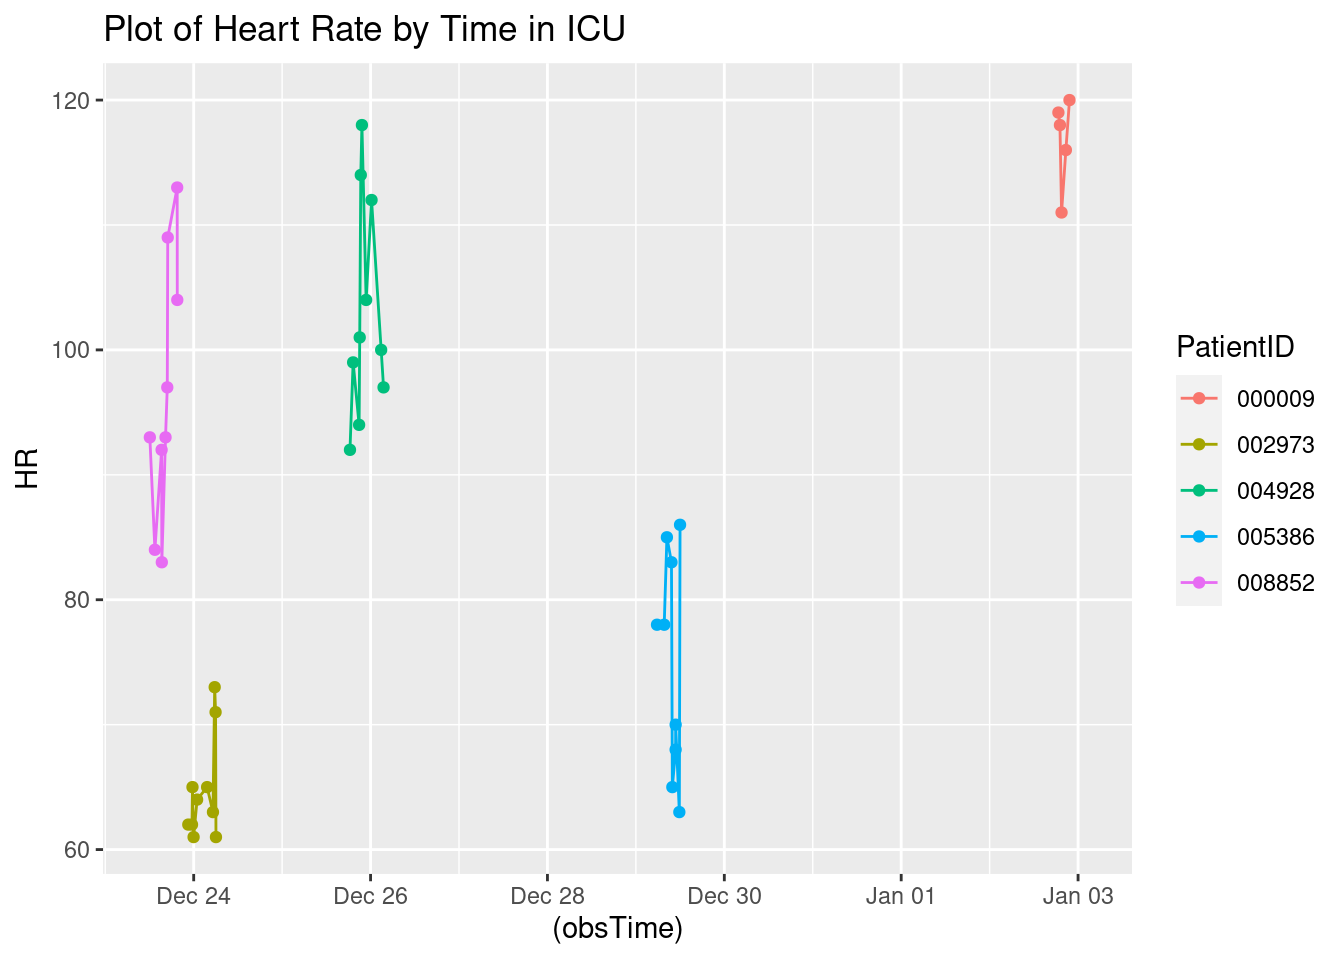 Plot of Heart Rate by Time in ICU
120
100
80
60
HR
Dec 24 Dec 26 Dec 28 Dec 30 Jan 01 Jan 03
(obsTime)
PatientID
000009
002973
004928
005386
008852